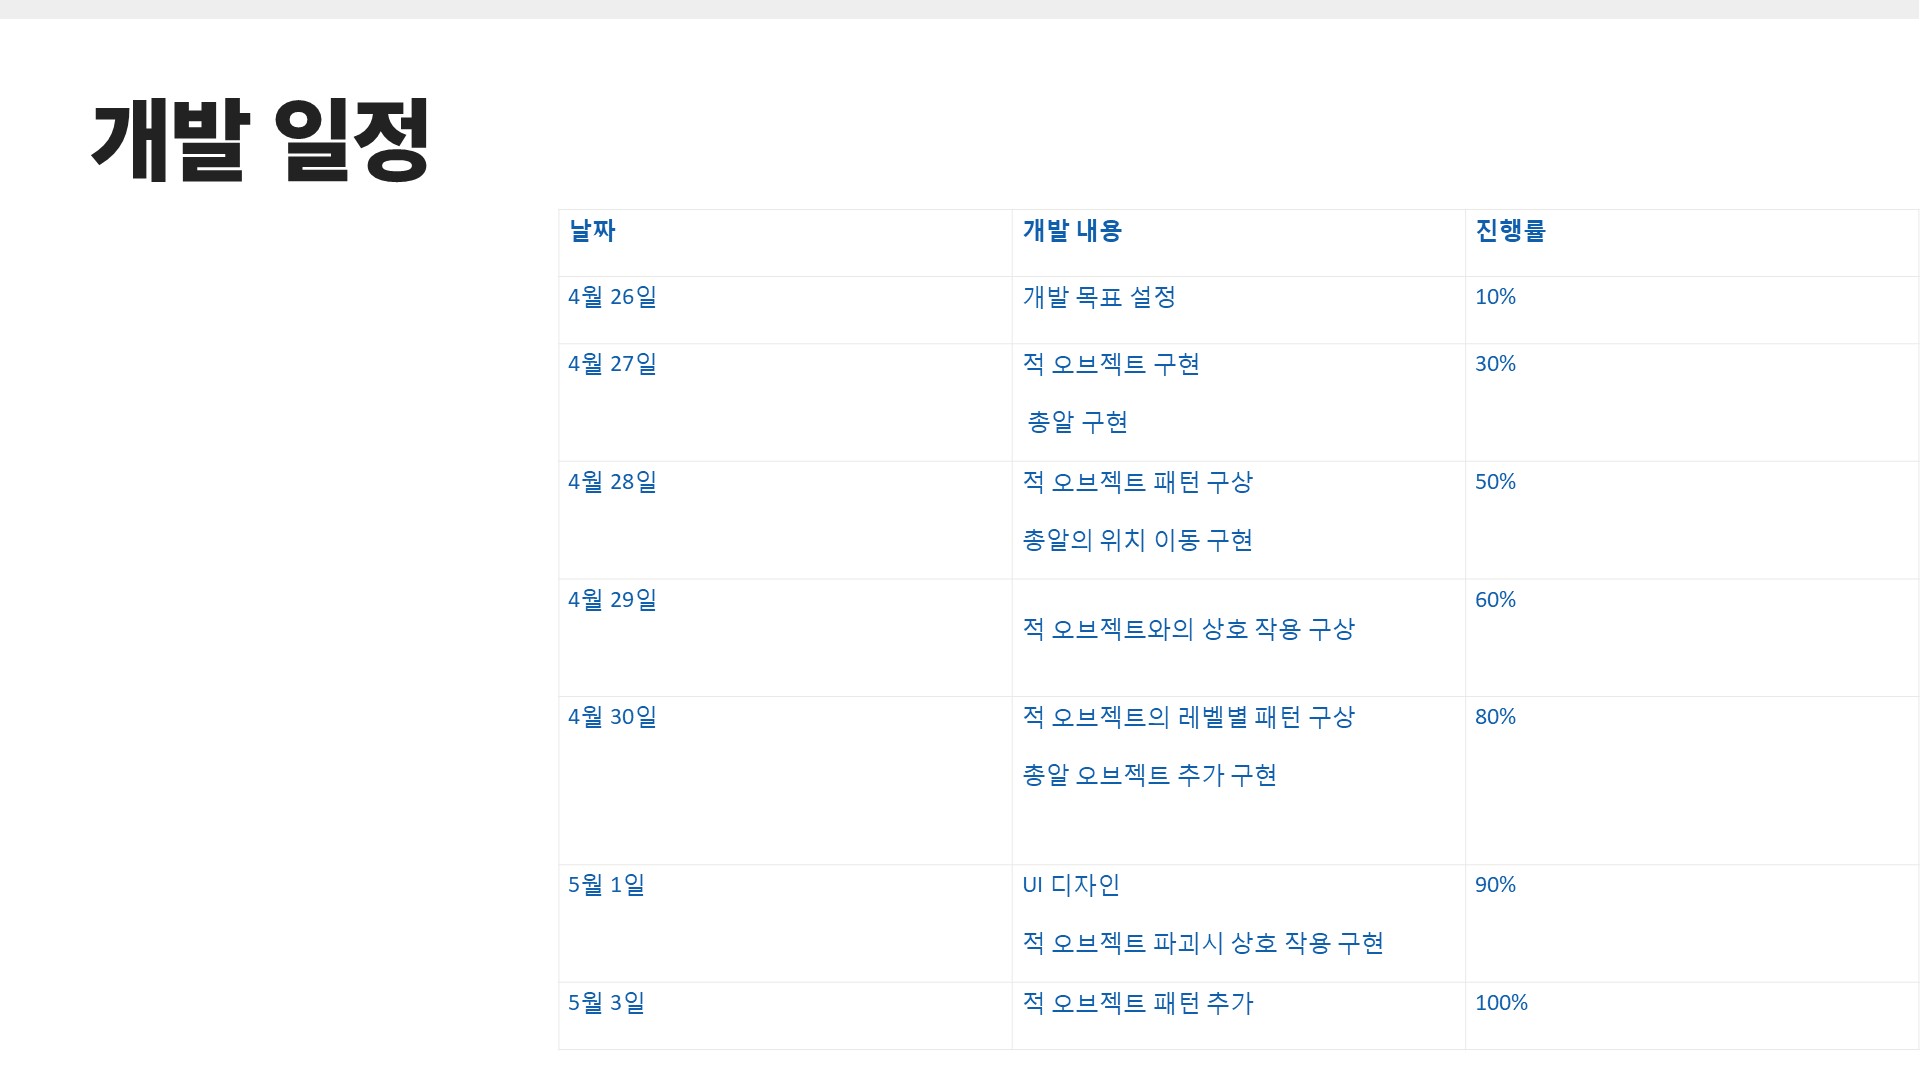 개발 일정
날짜 개발 내용 진행률
4월 26일 개발 목표 설정 10%
4월 27일 적 오브젝트 구현 30%
총알 구현
4월 28일 적 오브젝트 패턴 구상 50%
총알의 위치 이동 구현
4월 29일 적 오브젝트와의 상호 작용 구상 60%
4월 30일 적 오브젝트의 레벨별 패턴 구상 80%
총알 오브젝트 추가 구현
5월 1일 UI 디자인 90%
적 오브젝트 파괴시 상호 작용 구현
5월 3일 적 오브젝트 패턴 추가 100%